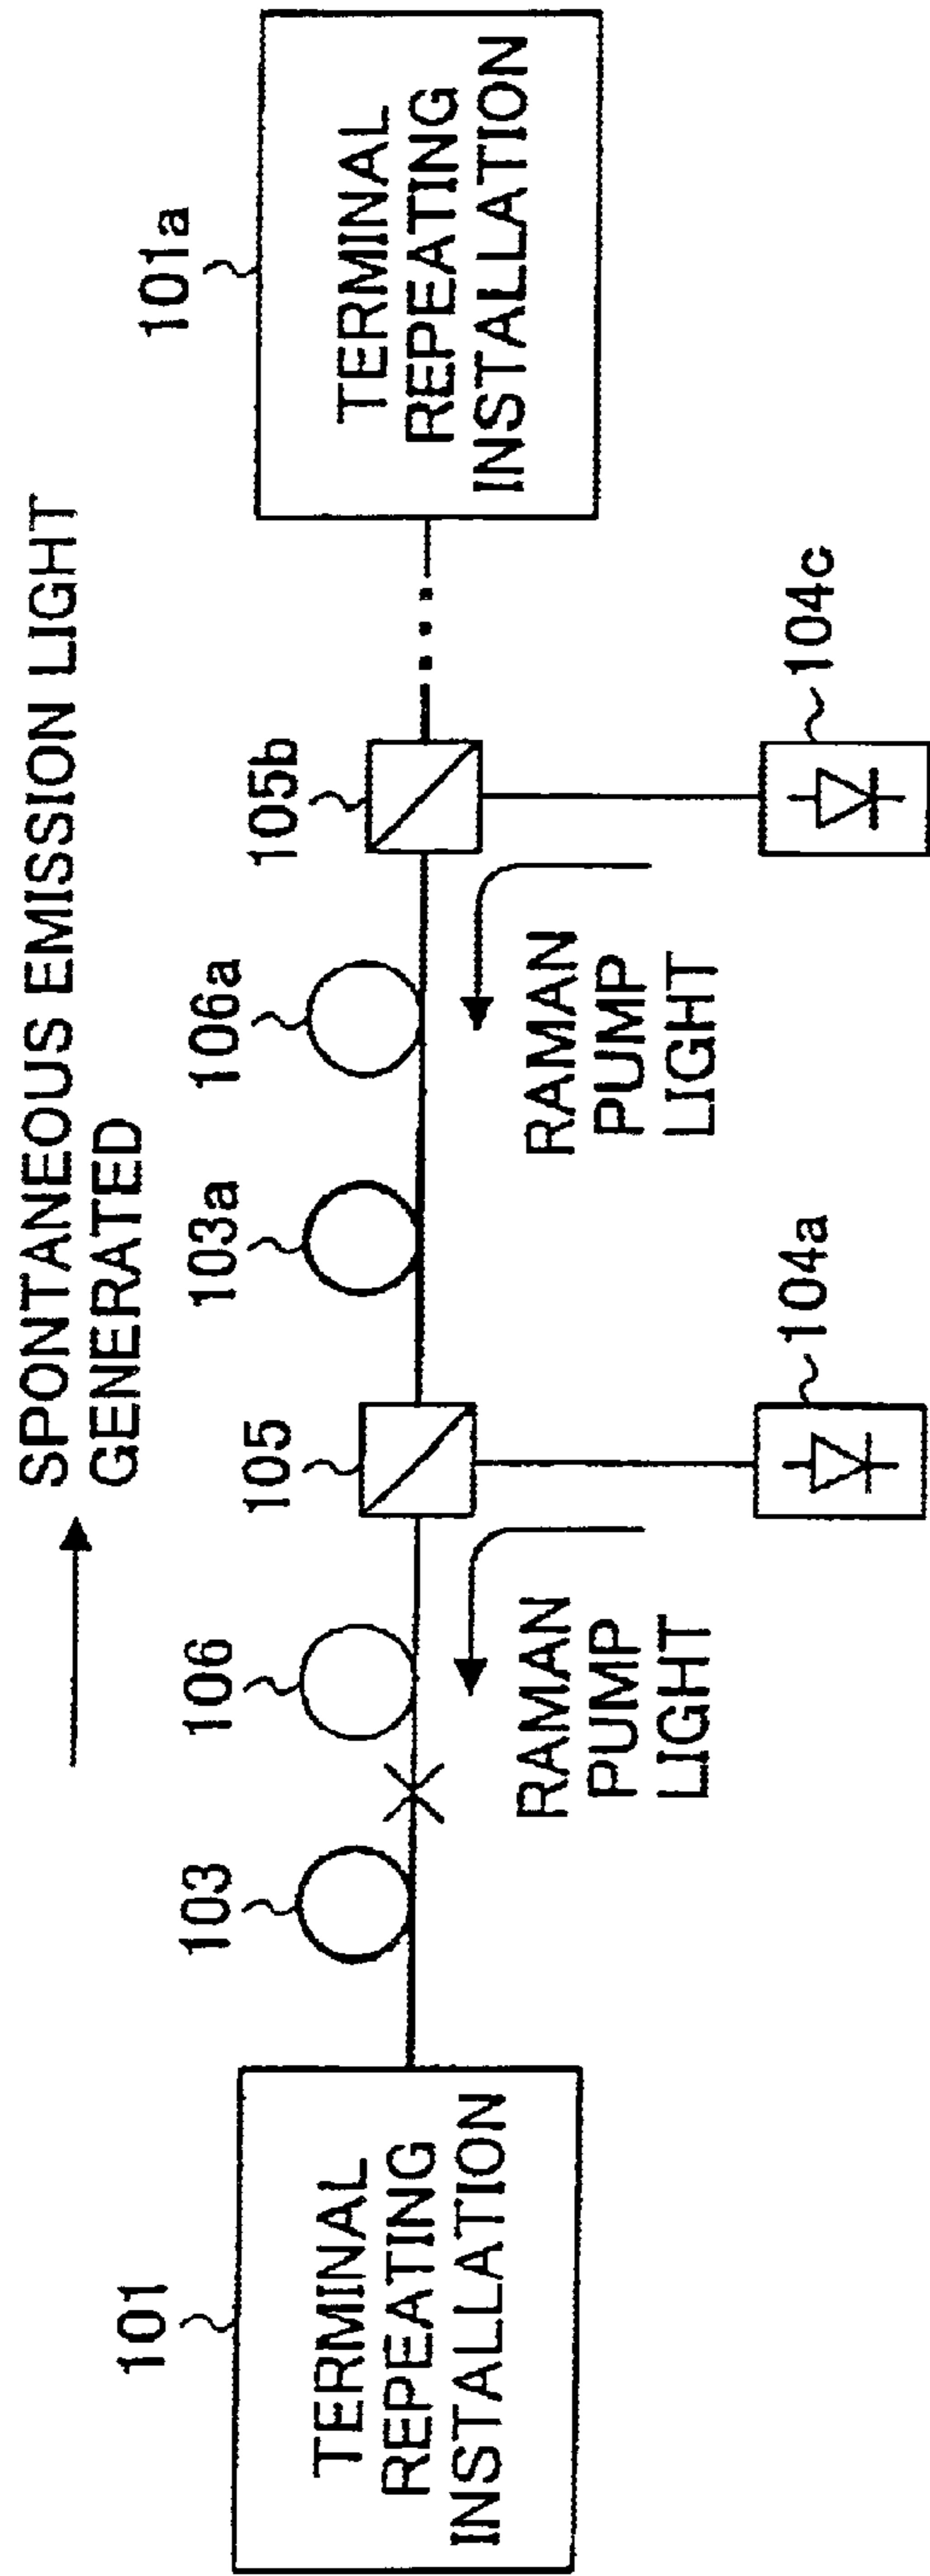 SPONTANEOUS EMISSION LIGHT
GENERATED
101
TERMINAL
REPEATING
INSTALLATION
103
106
105
103a
106a
105b
101a
TERMINAL
REPEATING
INSTALLATION
RAMAN
PUMP
LIGHT
104a
RAMAN
PUMP
LIGHT
104c